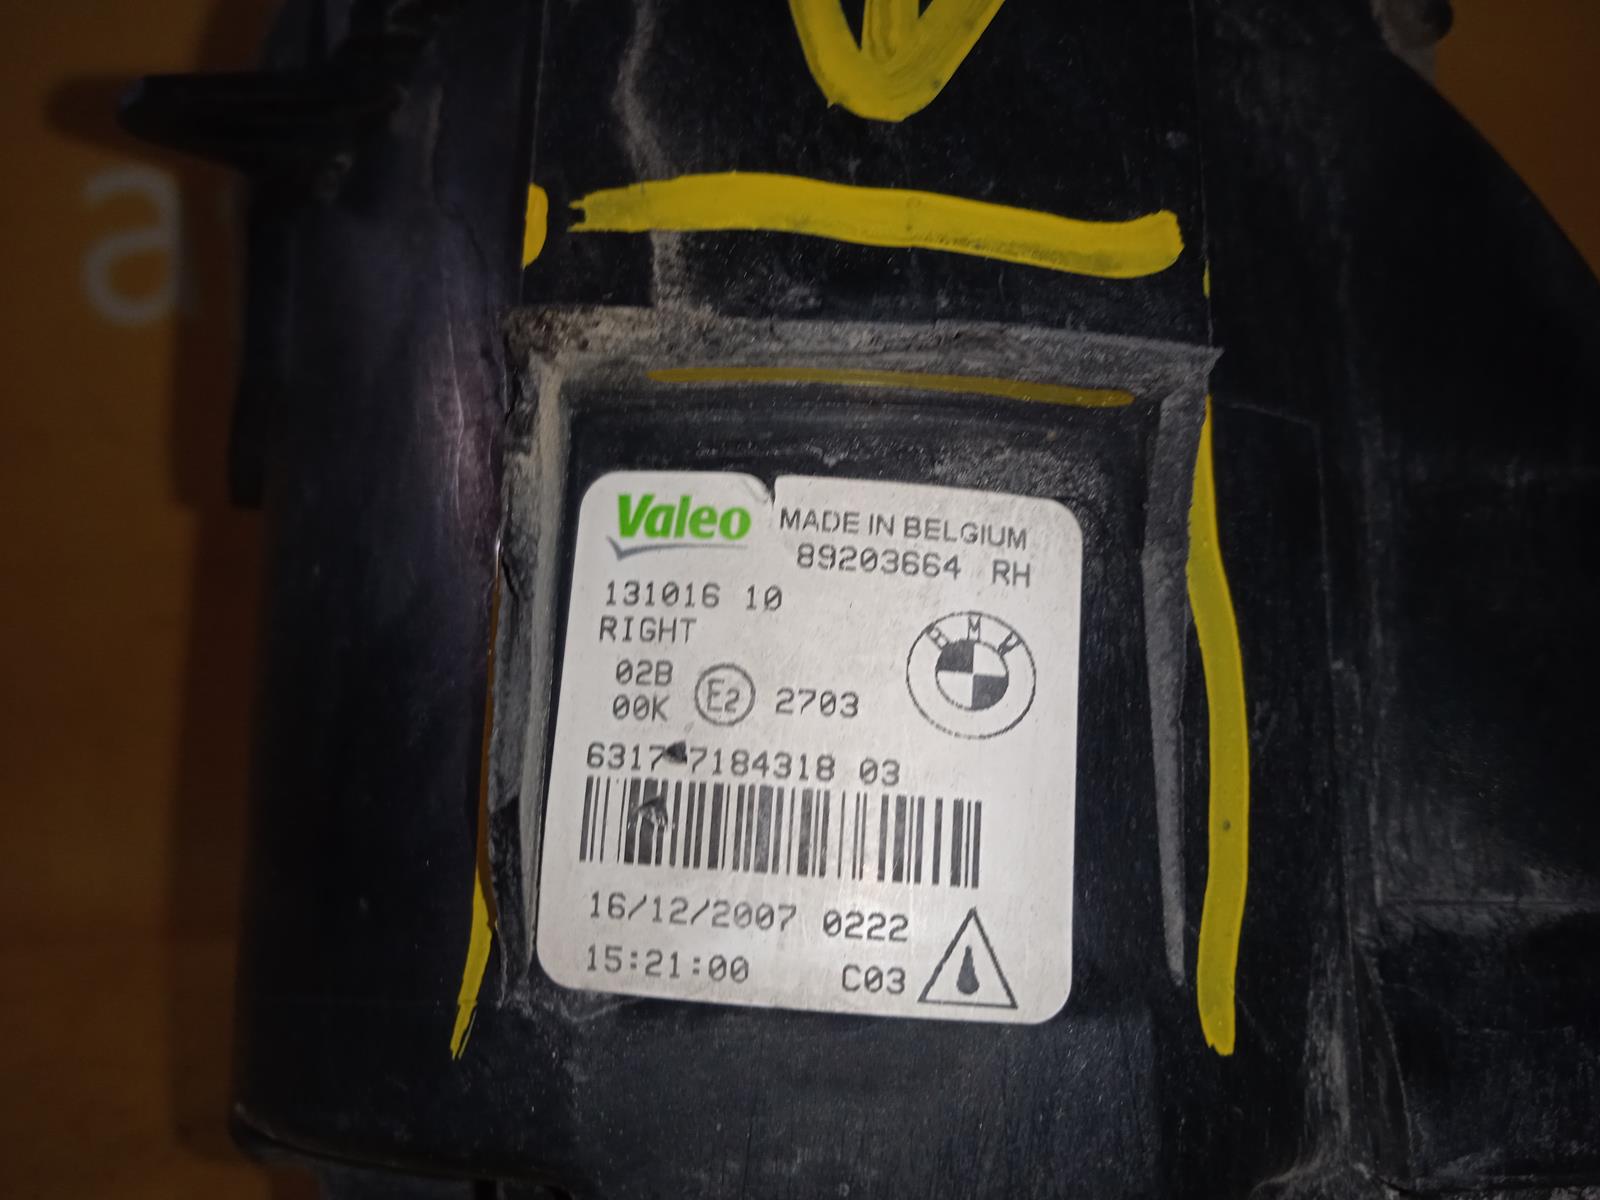 a
Valeo MADE IN BELGIUM
89203664 RH
131016 10
RIGHT
BMW
02B
00K E2 2703
6317 7184318 03
16/12/2007 0222
15:21:00 C03